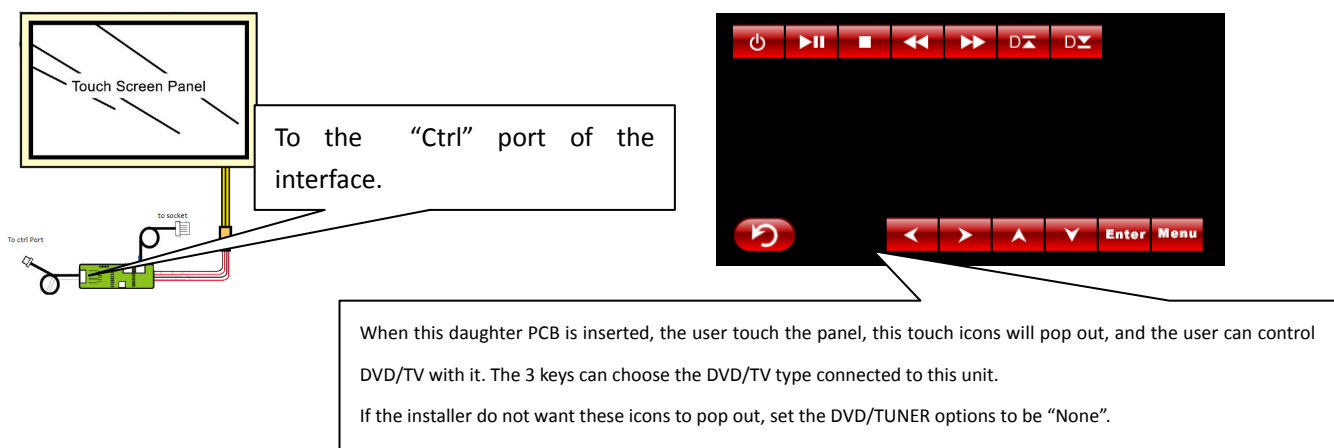 Touch Screen Panel
To the “Ctrl” port of the
interface.
to socket
To ctrl Port
D
D
Enter Menu
When this daughter PCB is inserted, the user touch the panel, this touch icons will pop out, and the user can control
DVD/TV with it. The 3 keys can choose the DVD/TV type connected to this unit.
If the installer do not want these icons to pop out, set the DVD/TUNER options to be “None”.